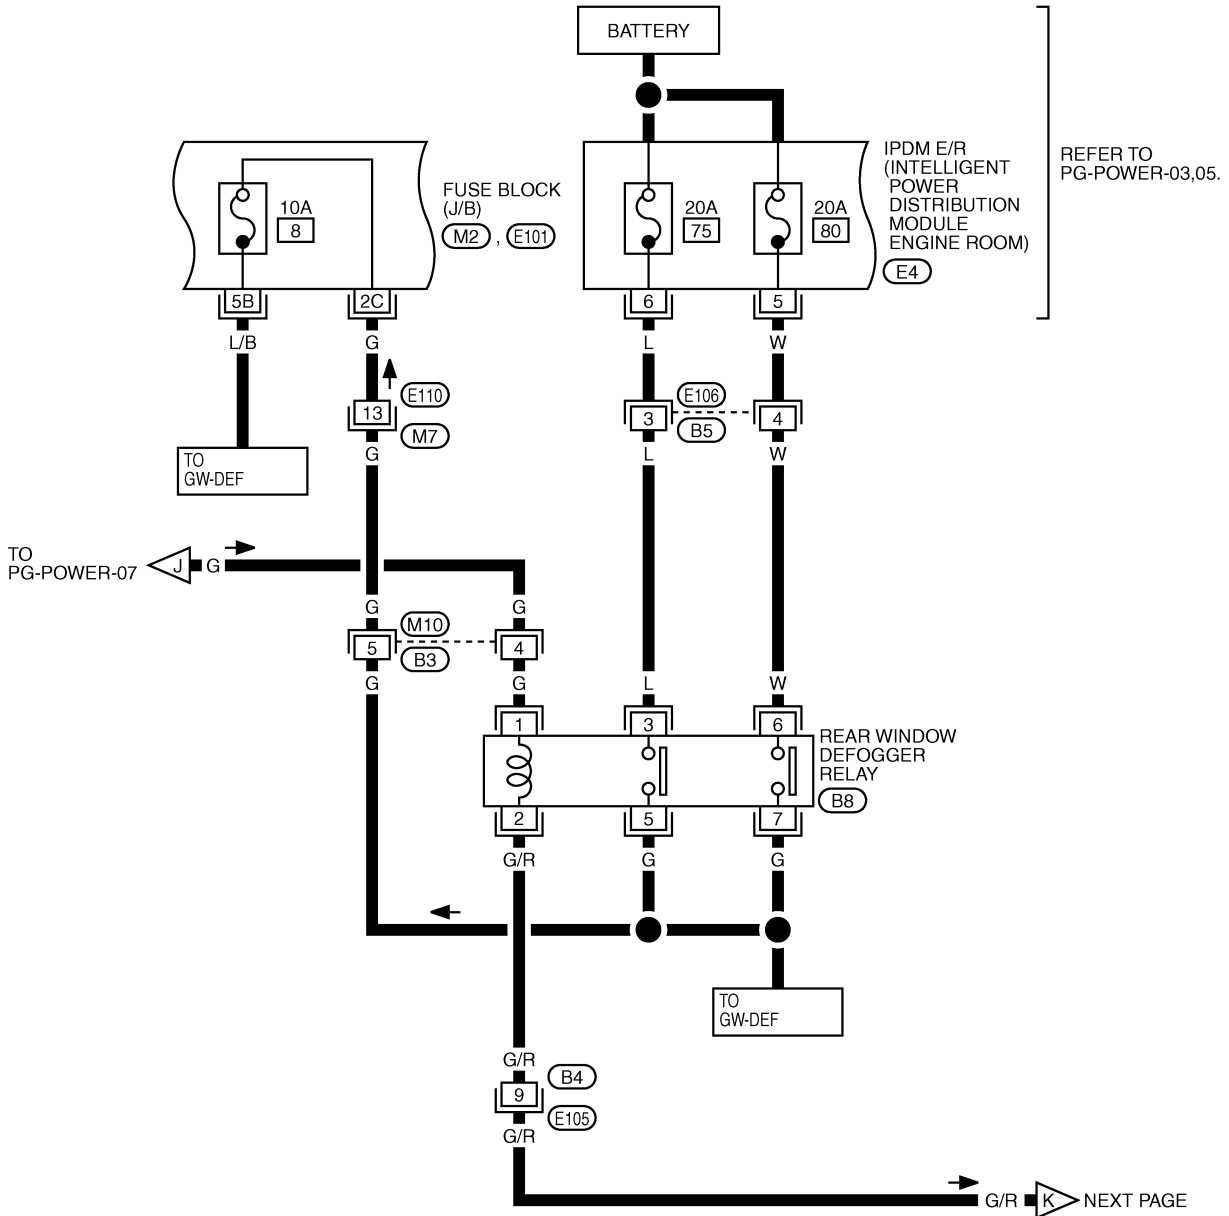 BATTERY
IPDM E/R
(INTELLIGENT
POWER
DISTRIBUTION
MODULE
ENGINE ROOM)
E4
REFER TO
PG-POWER-03,05.
FUSE BLOCK
(J/B)
M2 , E101
10A
8
20A
75
20A
80
5B
2C
6
5
L/B
G
L
W
E110
13
M7
E106
3
4
B5
G
L
W
TO
GW-DEF
TO
PG-POWER-07
J
G
G
G
M10
5
4
B3
G
G
L
W
1
3
6
REAR WINDOW
DEFOGGER
RELAY
B8
2
5
7
G/R
G
G
TO
GW-DEF
G/R
B4
9
E105
G/R
G/R
K
NEXT PAGE